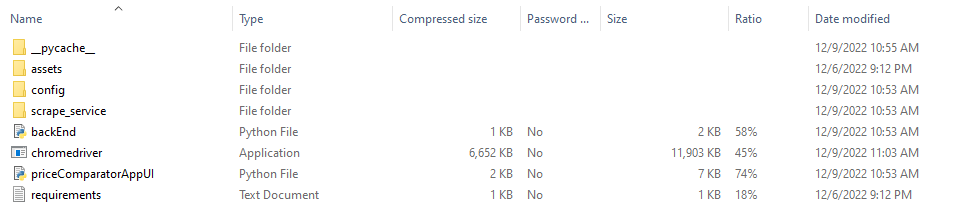 Name Type Compressed size Password ... Size Ratio Date modified
__pycache__ File folder 12/9/2022 10:55 AM
assets File folder 12/6/2022 9:12 PM
config File folder 12/9/2022 10:53 AM
scrape_service File folder 12/9/2022 10:53 AM
backEnd Python File 1 KB No 2 KB 58% 12/9/2022 10:53 AM
chromedriver Application 6,652 KB No 11,903 KB 45% 12/9/2022 11:03 AM
priceComparatorAppUI Python File 2 KB No 7 KB 74% 12/9/2022 10:53 AM
requirements Text Document 1 KB No 1 KB 18% 12/6/2022 9:12 PM